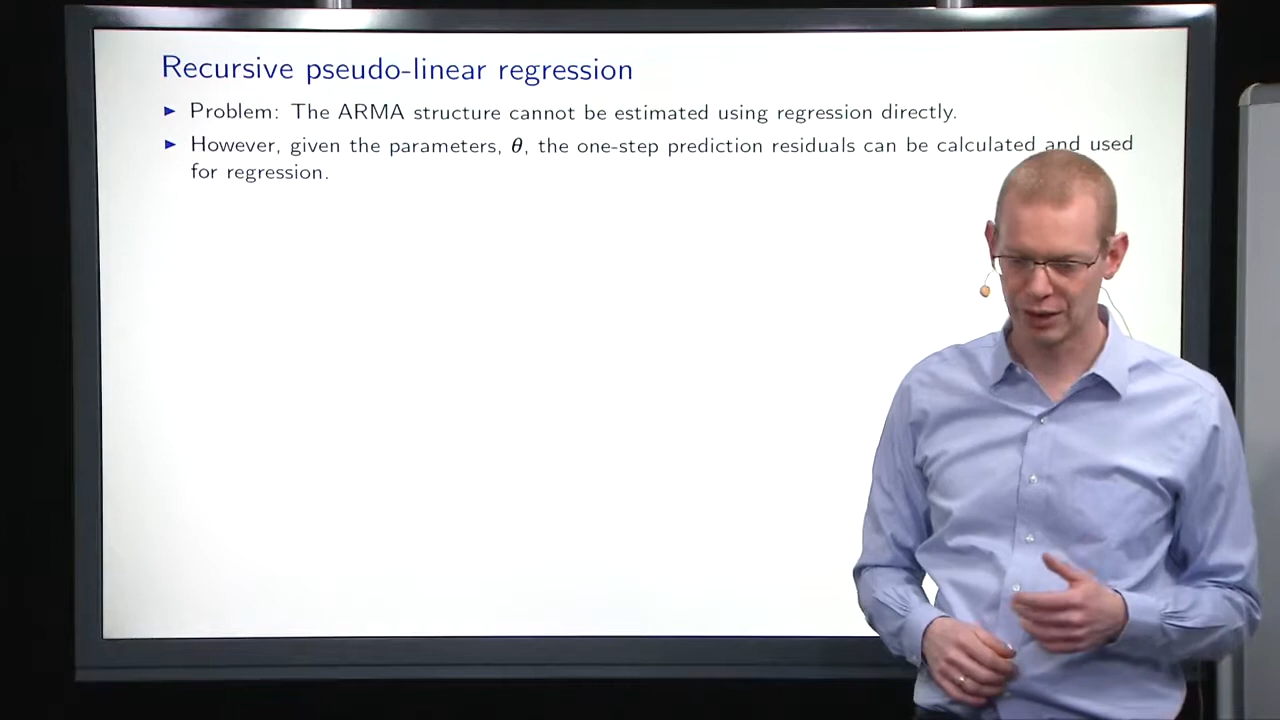 Recursive pseudo-linear regression
► Problem: The ARMA structure cannot be estimated using regression directly.
► However, given the parameters, θ, the one-step prediction residuals can be calculated and used
for regression.